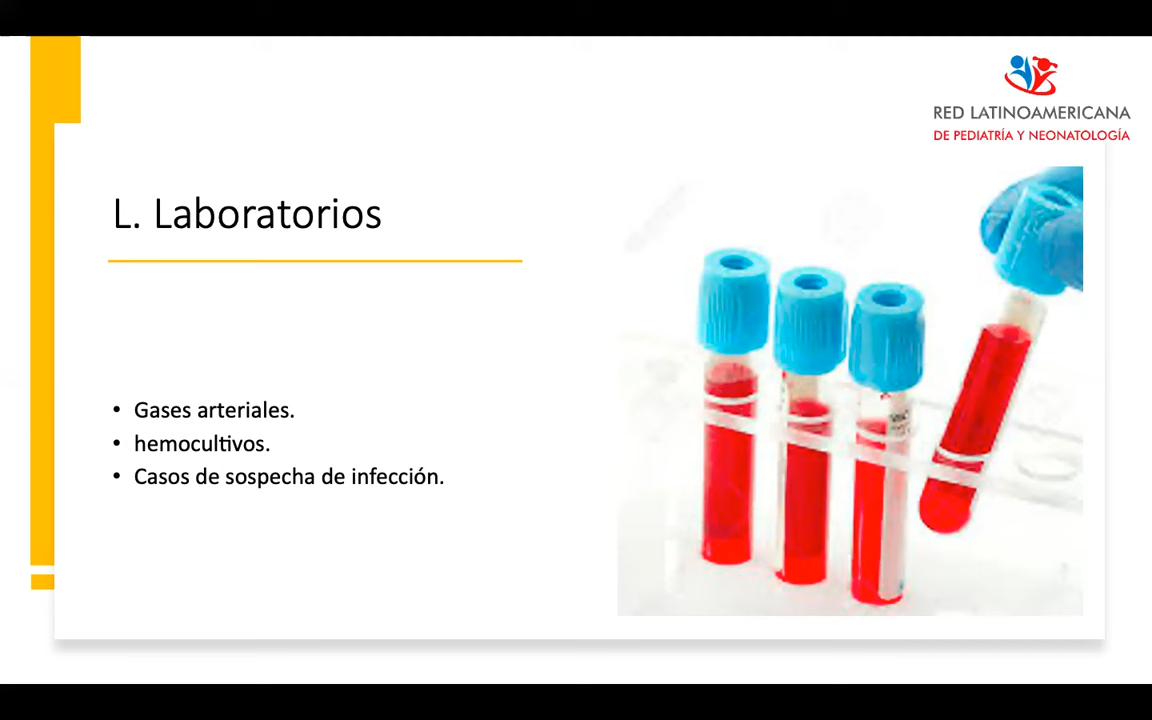 RED LATINOAMERICANA
DE PEDIATRÍA Y NEONATOLOGÍA
L. Laboratorios
• Gases arteriales.
• hemocultivos.
• Casos de sospecha de infección.